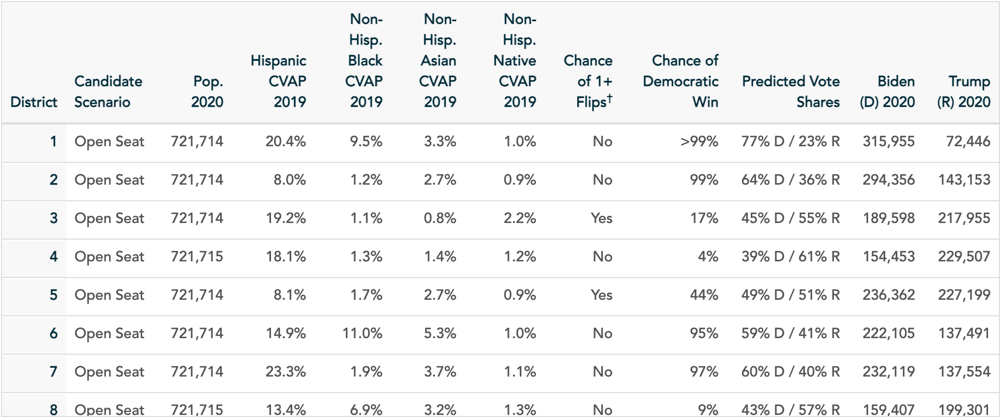 Non- Non- Non-
Hisp. Hisp. Hisp.
Hispanic Black Asian Native Chance Chance of
Candidate Pop. CVAP CVAP CVAP CVAP of 1+ Democratic Predicted Vote Biden Trump
District Scenario 2020 2019 2019 2019 2019 Flips† Win Shares (D) 2020 (R) 2020
1 Open Seat 721,714 20.4% 9.5% 3.3% 1.0% No >99% 77% D / 23% R 315,955 72,446
2 Open Seat 721,714 8.0% 1.2% 2.7% 0.9% No 99% 64% D / 36% R 294,356 143,153
3 Open Seat 721,714 19.2% 1.1% 0.8% 2.2% Yes 17% 45% D / 55% R 189,598 217,955
4 Open Seat 721,715 18.1% 1.3% 1.4% 1.2% No 4% 39% D / 61% R 154,453 229,507
5 Open Seat 721,714 8.1% 1.7% 2.7% 0.9% Yes 44% 49% D / 51% R 236,362 227,199
6 Open Seat 721,714 14.9% 11.0% 5.3% 1.0% No 95% 59% D / 41% R 222,105 137,491
7 Open Seat 721,714 23.3% 1.9% 3.7% 1.1% No 97% 60% D / 40% R 232,119 137,554
8 Open Seat 721,715 13.4% 6.9% 3.2% 1.3% No 9% 43% D / 57% R 159,407 199,301